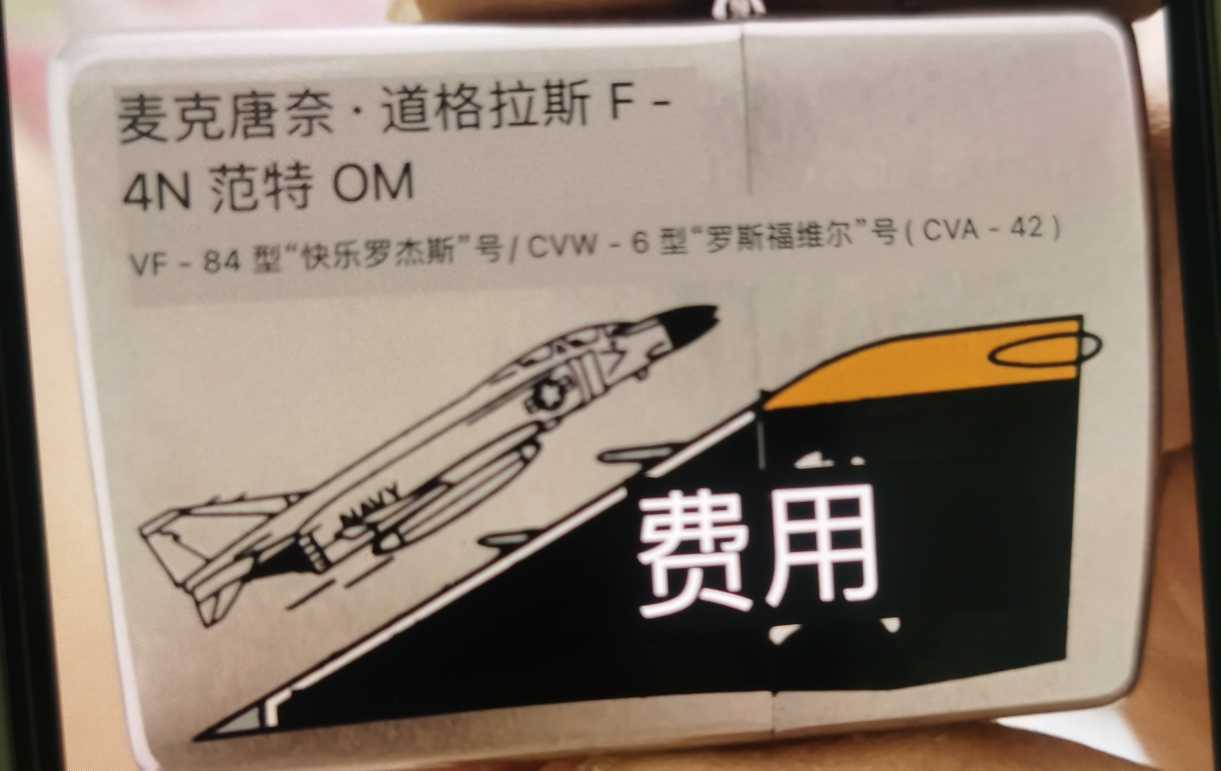 麦克唐奈·道格拉斯 F -
4N 范特 OM
VF - 84 型“快乐罗杰斯”号 / CVW - 6 型“罗斯福维尔”号 ( CVA - 42 )
NAVY
费用